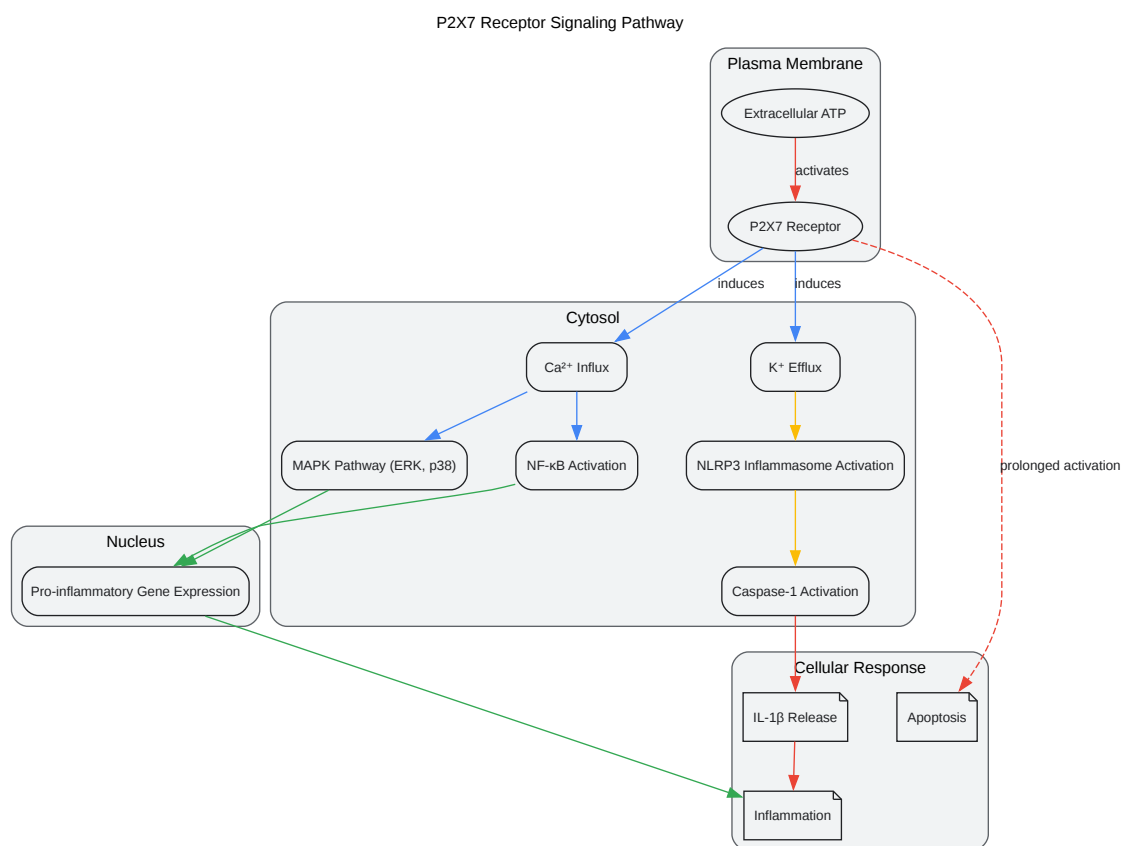 P2X7 Receptor Signaling Pathway
Plasma Membrane
Extracellular ATP
activates
P2X7 Receptor
induces
induces
Cytosol
Ca²⁺ Influx
K⁺ Efflux
MAPK Pathway (ERK, p38)
NF-κB Activation
NLRP3 Inflammasome Activation
prolonged activation
Nucleus
Pro-inflammatory Gene Expression
Caspase-1 Activation
Cellular Response
IL-1β Release
Apoptosis
Inflammation